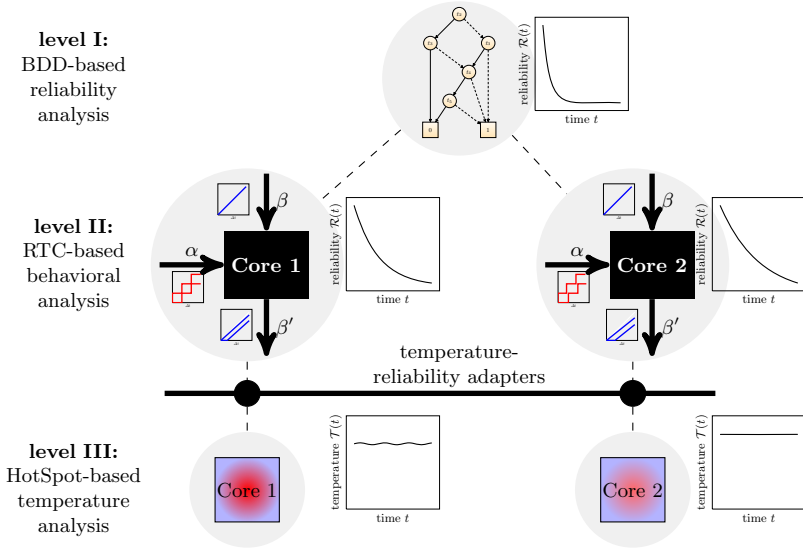 level I:
BDD-based
reliability
analysis
0
1
reliability R(t)
time t
level II:
RTC-based
behavioral
analysis
β
α
Core 1
β′
reliability R(t)
time t
β
α
Core 2
β′
reliability R(t)
time t
temperature-
reliability adapters
level III:
HotSpot-based
temperature
analysis
Core 1
temperature T(t)
time t
Core 2
temperature T(t)
time t